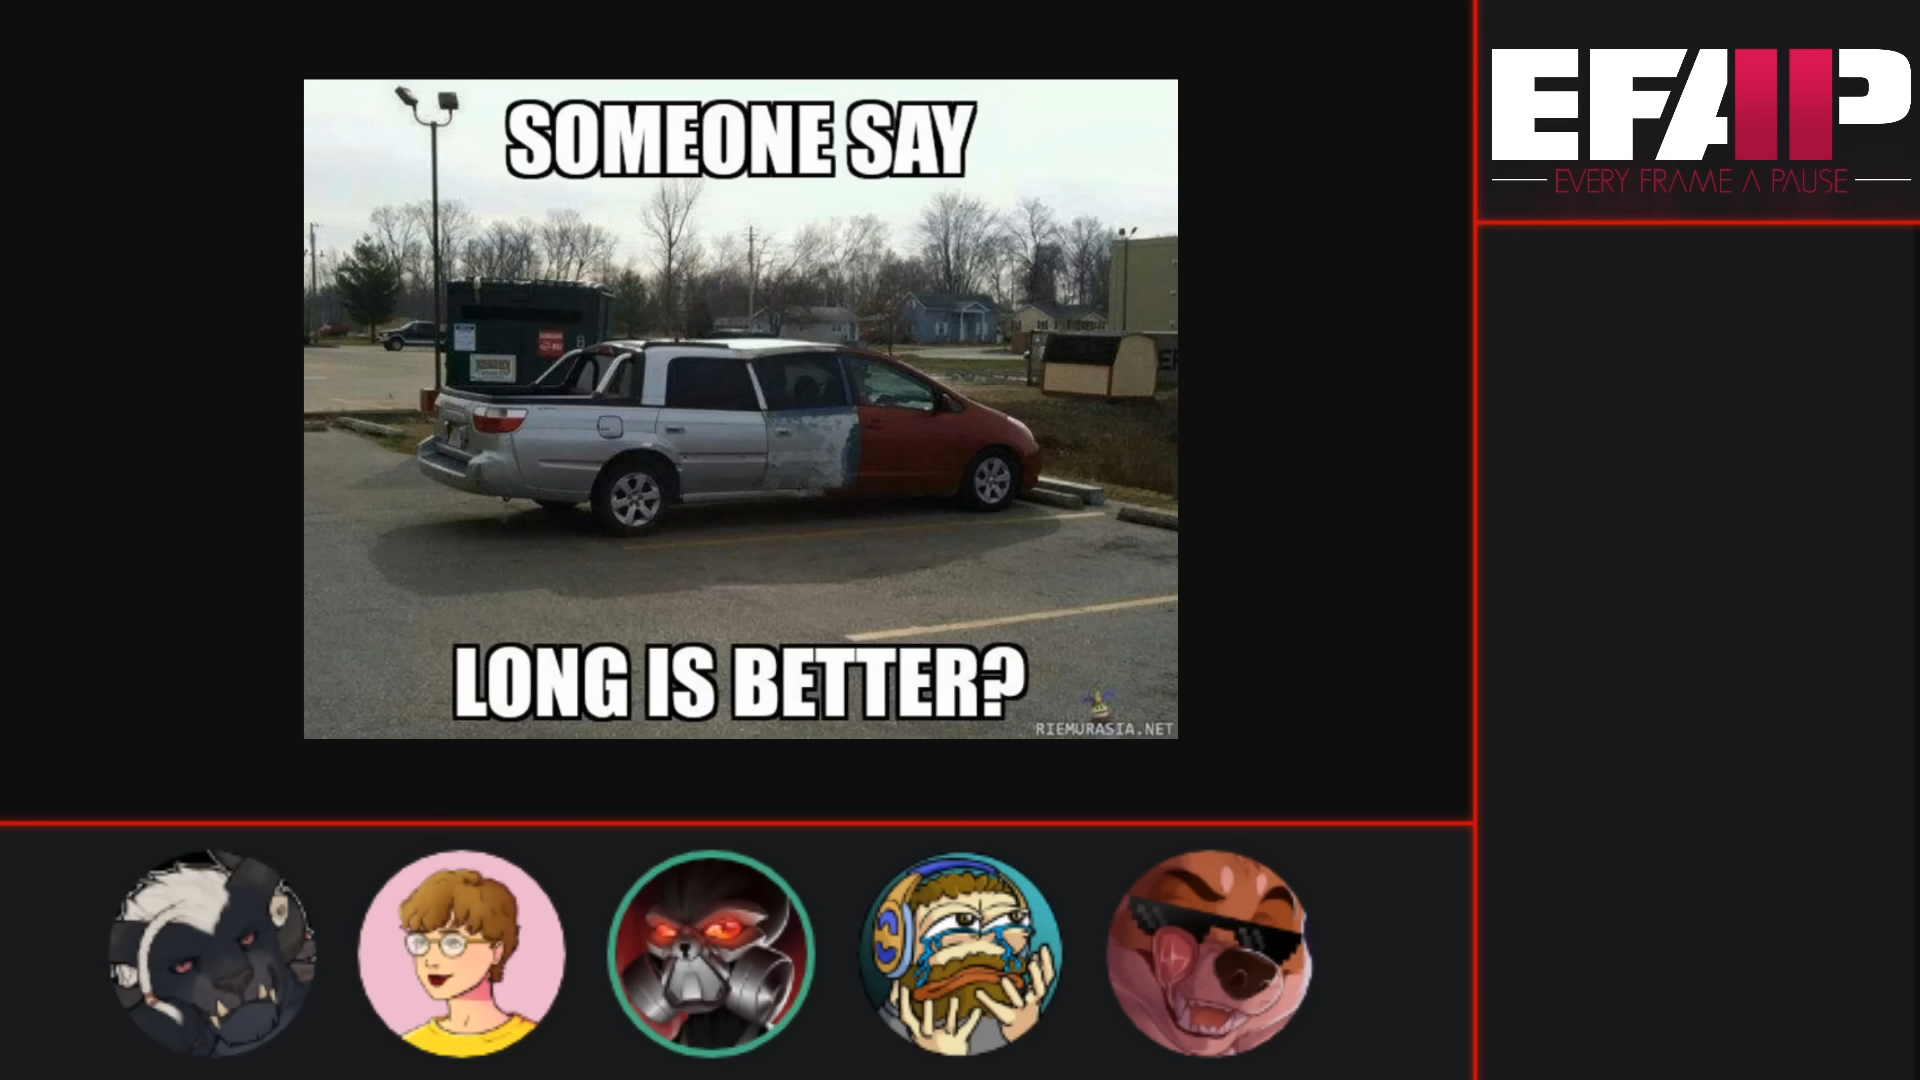 SOMEONE SAY
LONG IS BETTER?
RIEMURASIA.NET
EFAP
EVERY FRAME A PAUSE